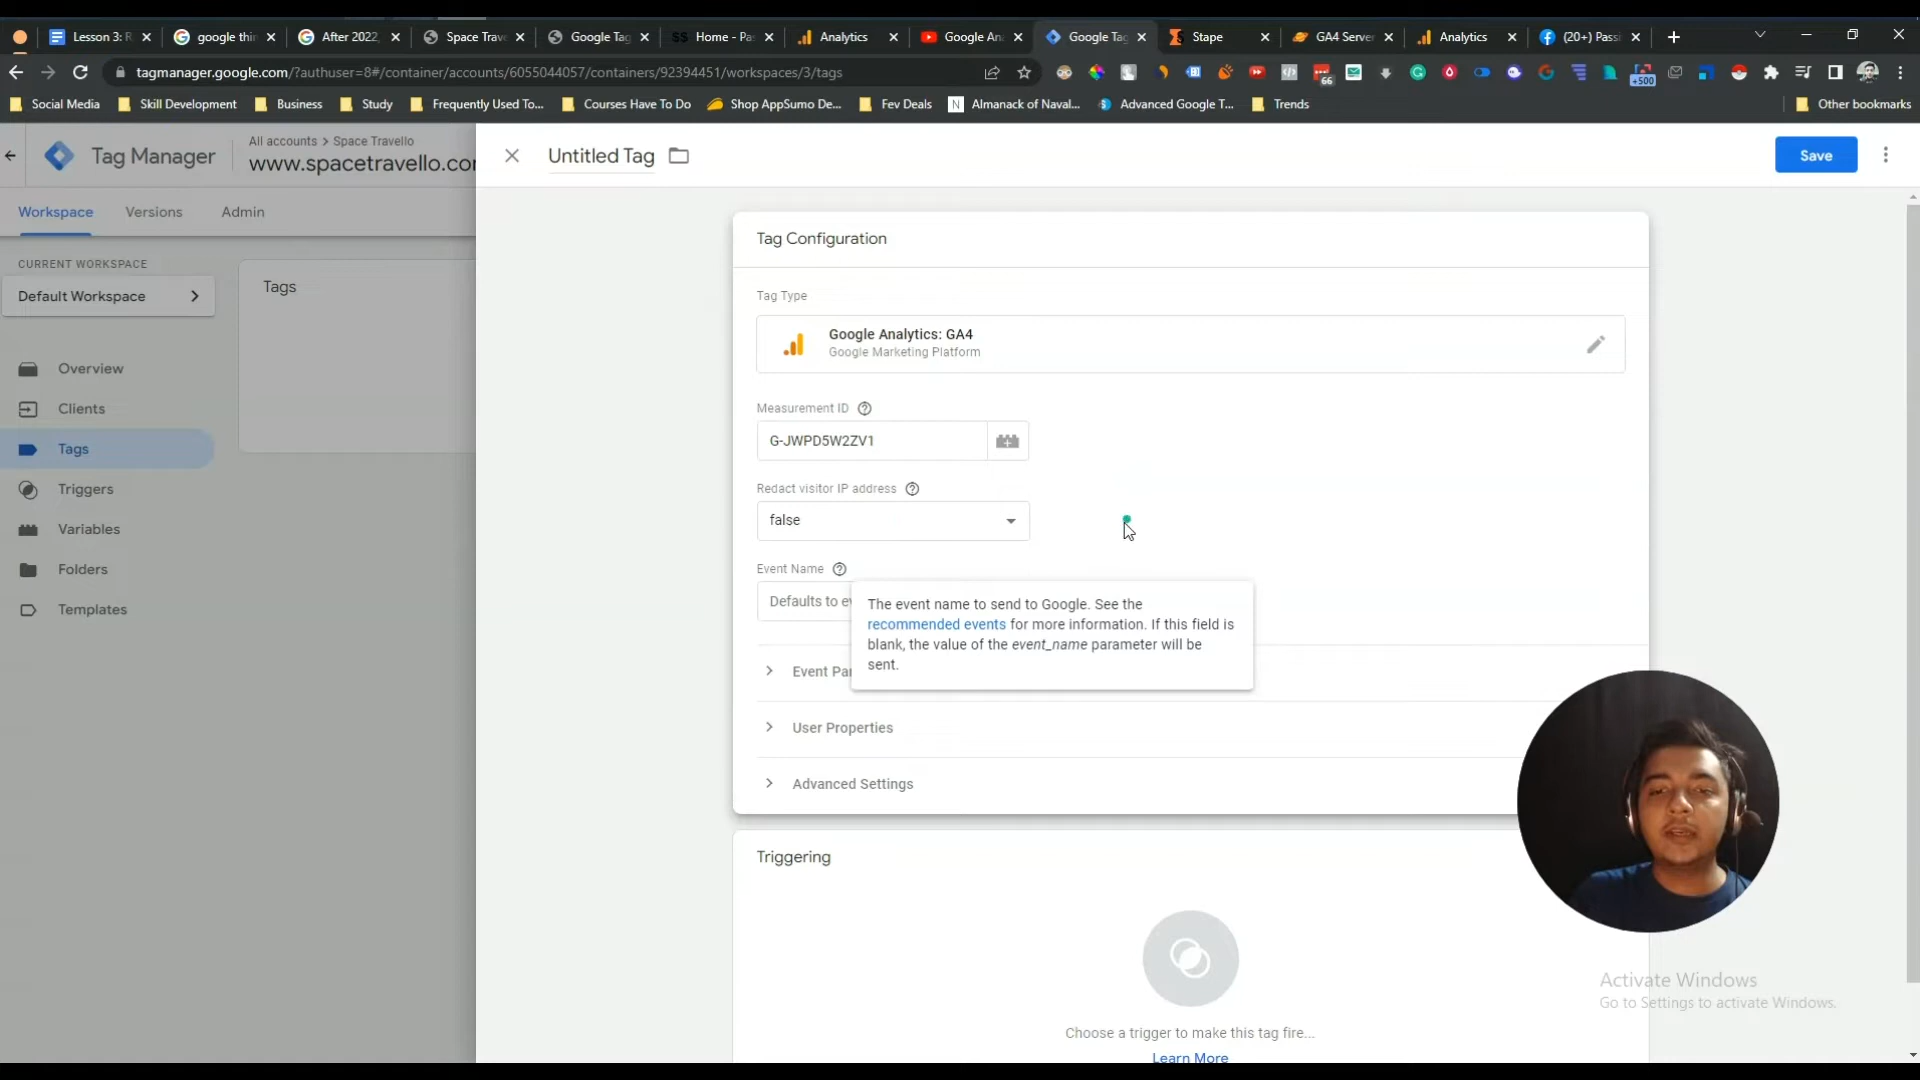 Lesson 3: R
google thi
After 2022,
Space Trav
Google Tag
Home - Pa
Analytics
Google An
Google Tag
Stape
GA4 Server
Analytics
(20+) Passi
tagmanager.google.com/?authuser=8#/container/accounts/6055044057/containers/92394451/workspaces/3/tags
66
+500
Social Media
Skill Development
Business
Study
Frequently Used To...
Courses Have To Do
Shop AppSumo De...
Fev Deals
Almanack of Naval...
Advanced Google T...
Trends
Other bookmarks
Tag Manager
All accounts > Space Travello
www.spacetravello.co
Untitled Tag
Save
Workspace
Versions
Admin
CURRENT WORKSPACE
Default Workspace
Overview
Clients
Tags
Triggers
Variables
Folders
Templates
Tags
Tag Configuration
Tag Type
Google Analytics: GA4
Google Marketing Platform
Measurement ID
G-JWPD5W2ZV1
Redact visitor IP address
false
Event Name
Defaults to ev
The event name to send to Google. See the
recommended events for more information. If this field is
blank, the value of the event_name parameter will be
sent.
Event Par
User Properties
Advanced Settings
Triggering
Choose a trigger to make this tag fire...
Learn More
Activate Windows
Go to Settings to activate Windows.